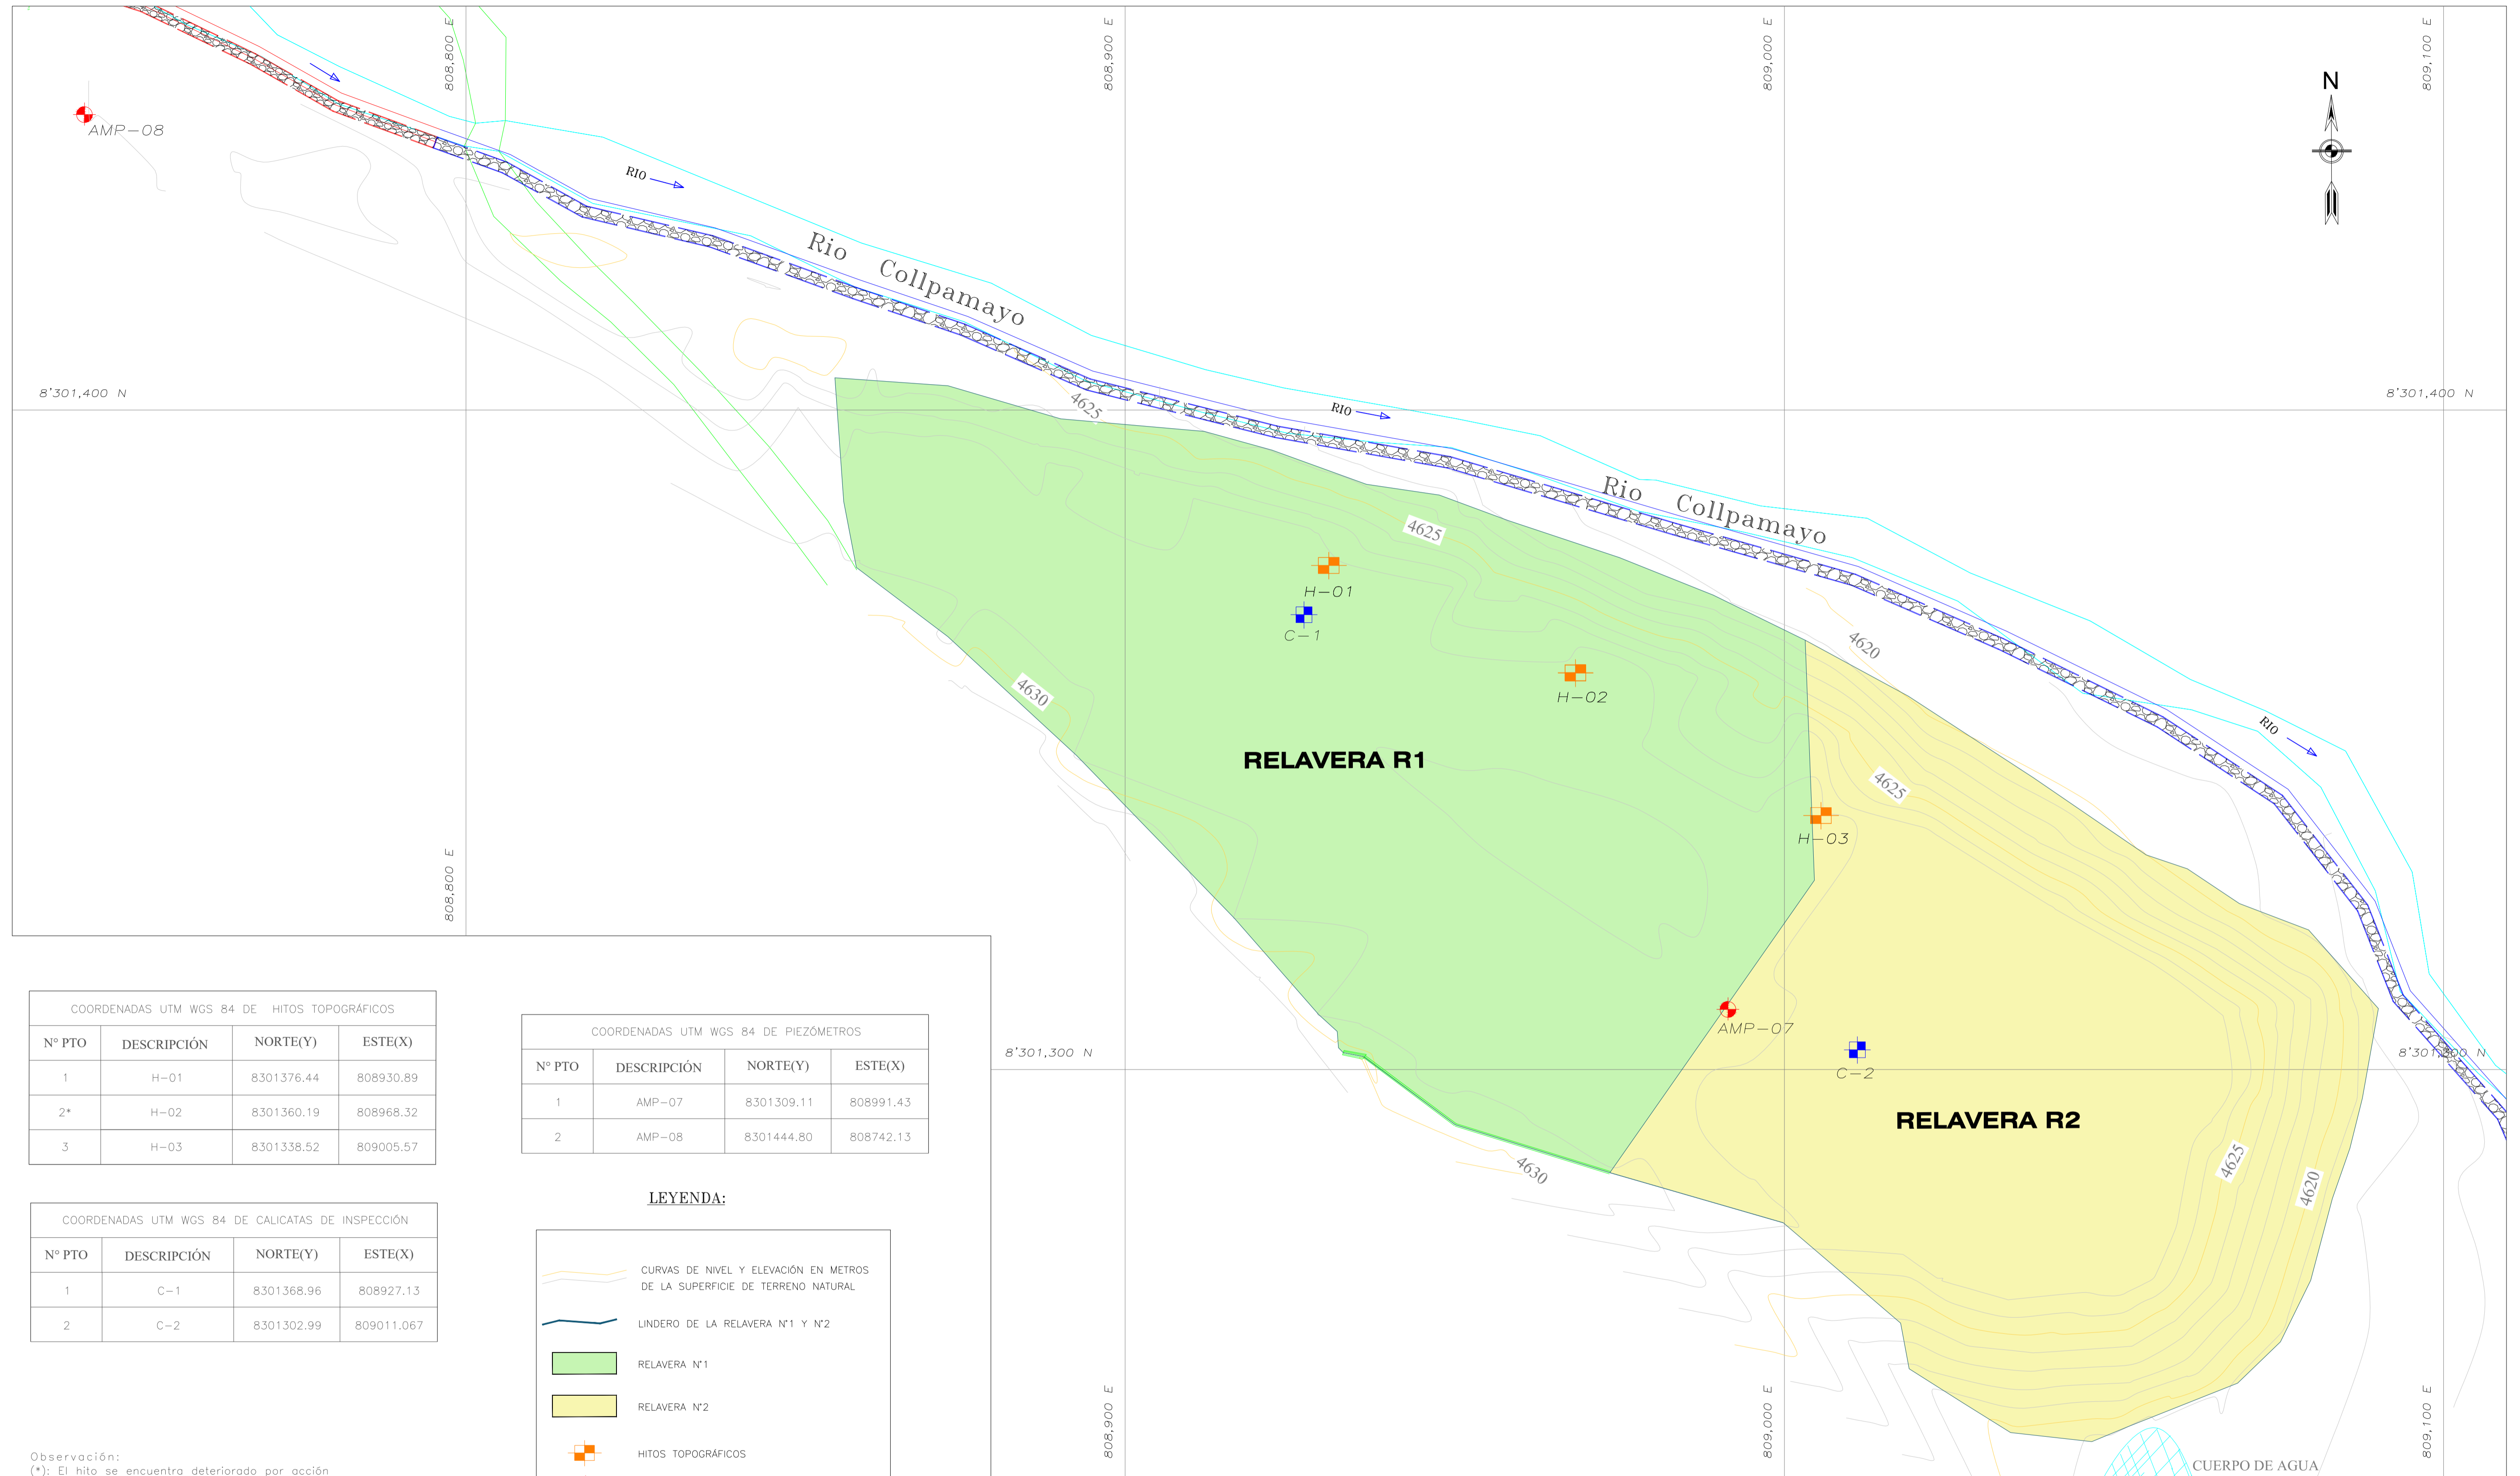 808,800 E
808,900 E
809,000 E
809,100 E
N
AMP-08
RIO
Rio Collpamayo
8'301,400 N
8'301,400 N
4625
RIO
Rio Collpamayo
4625
H-01
C-1
4620
H-02
4630
RIO
RELAVERA R1
4625
H-03
808,800 E
AMP-07
8'301,300 N
8'301,300 N
C-2
RELAVERA R2
4630
4625
4620
808,900 E
809,000 E
809,100 E
CUERPO DE AGUA
COORDENADAS UTM WGS 84 DE HITOS TOPOGRÁFICOS
N° PTO DESCRIPCIÓN NORTE(Y) ESTE(X)
1 H-01 8301376.44 808930.89
2* H-02 8301360.19 808968.32
3 H-03 8301338.52 809005.57
COORDENADAS UTM WGS 84 DE PIEZÓMETROS
N° PTO DESCRIPCIÓN NORTE(Y) ESTE(X)
1 AMP-07 8301309.11 808991.43
2 AMP-08 8301444.80 808742.13
COORDENADAS UTM WGS 84 DE CALICATAS DE INSPECCIÓN
N° PTO DESCRIPCIÓN NORTE(Y) ESTE(X)
1 C-1 8301368.96 808927.13
2 C-2 8301302.99 809011.067
LEYENDA:
CURVAS DE NIVEL Y ELEVACIÓN EN METROS
DE LA SUPERFICIE DE TERRENO NATURAL
LINDERO DE LA RELAVERA N°1 Y N°2
RELAVERA N°1
RELAVERA N°2
HITOS TOPOGRÁFICOS
Observación:
(*): El hito se encuentra deteriorado por acción